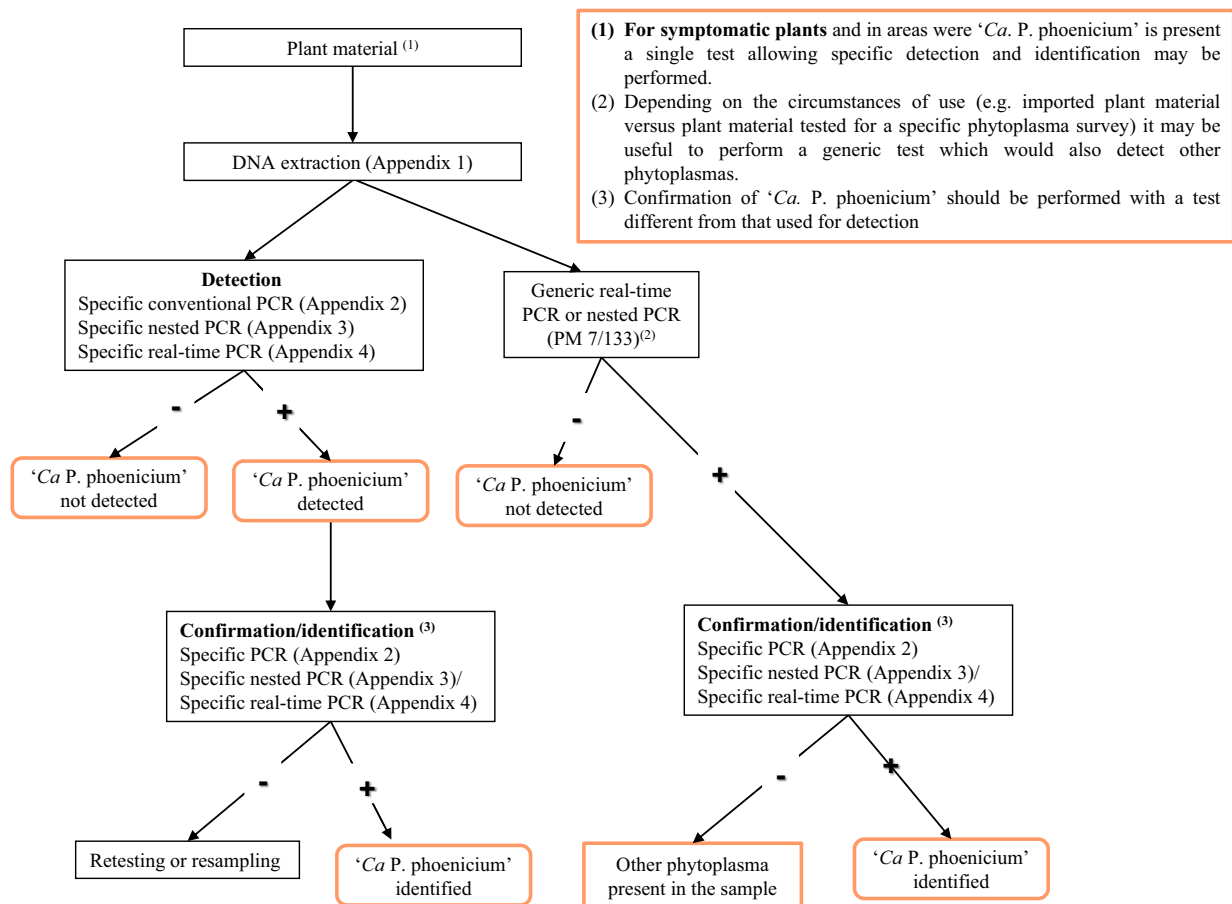 Plant material (1)
(1) For symptomatic plants and in areas were ‘Ca. P. phoenicium’ is present
a single test allowing specific detection and identification may be
performed.
(2) Depending on the circumstances of use (e.g. imported plant material
versus plant material tested for a specific phytoplasma survey) it may be
useful to perform a generic test which would also detect other
phytoplasmas.
(3) Confirmation of ‘Ca. P. phoenicium’ should be performed with a test
different from that used for detection
DNA extraction (Appendix 1)
Detection
Specific conventional PCR (Appendix 2)
Specific nested PCR (Appendix 3)
Specific real-time PCR (Appendix 4)
Generic real-time
PCR or nested PCR
(PM 7/133)(2)
-
+
-
+
‘Ca P. phoenicium’
not detected
‘Ca P. phoenicium’
detected
‘Ca P. phoenicium’
not detected
Confirmation/identification (3)
Specific PCR (Appendix 2)
Specific nested PCR (Appendix 3)/
Specific real-time PCR (Appendix 4)
Confirmation/identification (3)
Specific PCR (Appendix 2)
Specific nested PCR (Appendix 3)/
Specific real-time PCR (Appendix 4)
-
+
-
+
Retesting or resampling
‘Ca P. phoenicium’
identified
Other phytoplasma
present in the sample
‘Ca P. phoenicium’
identified